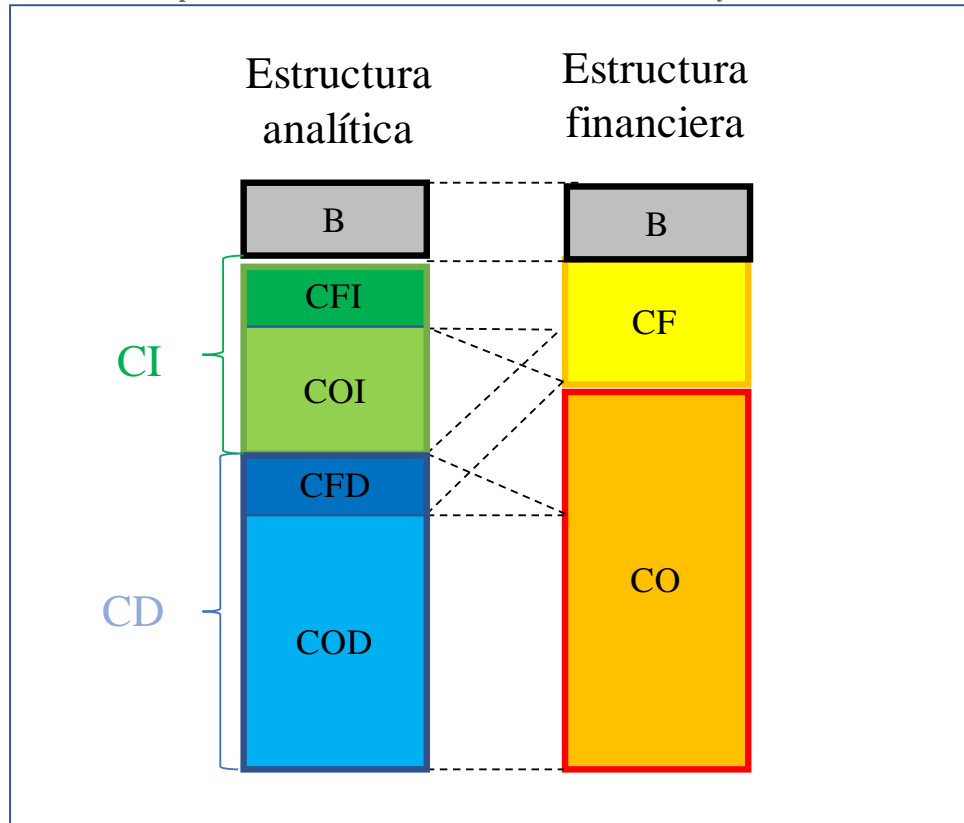 Estructura
analítica
Estructura
financiera
B
B
CFI
CF
CI
COI
CFD
CO
CD
COD